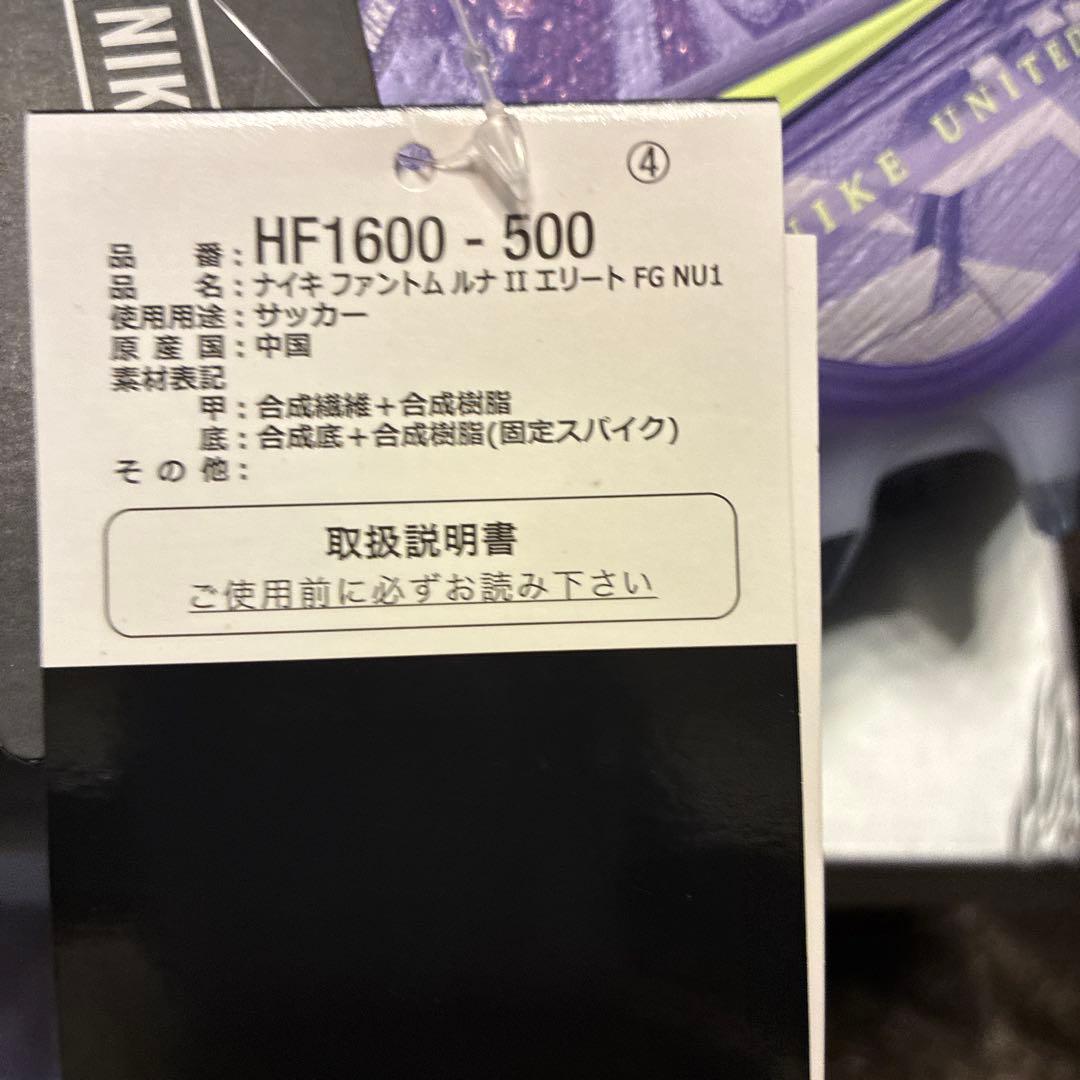 NIK
NIKE UNITED
④
品番：HF1600 - 500
品名：ナイキ ファントム ルナ II エリート FG NU1
使用用途：サッカー
原産国：中国
素材表記
甲：合成繊維＋合成樹脂
底：合成底＋合成樹脂(固定スパイク)
その他：
取扱説明書
ご使用前に必ずお読み下さい